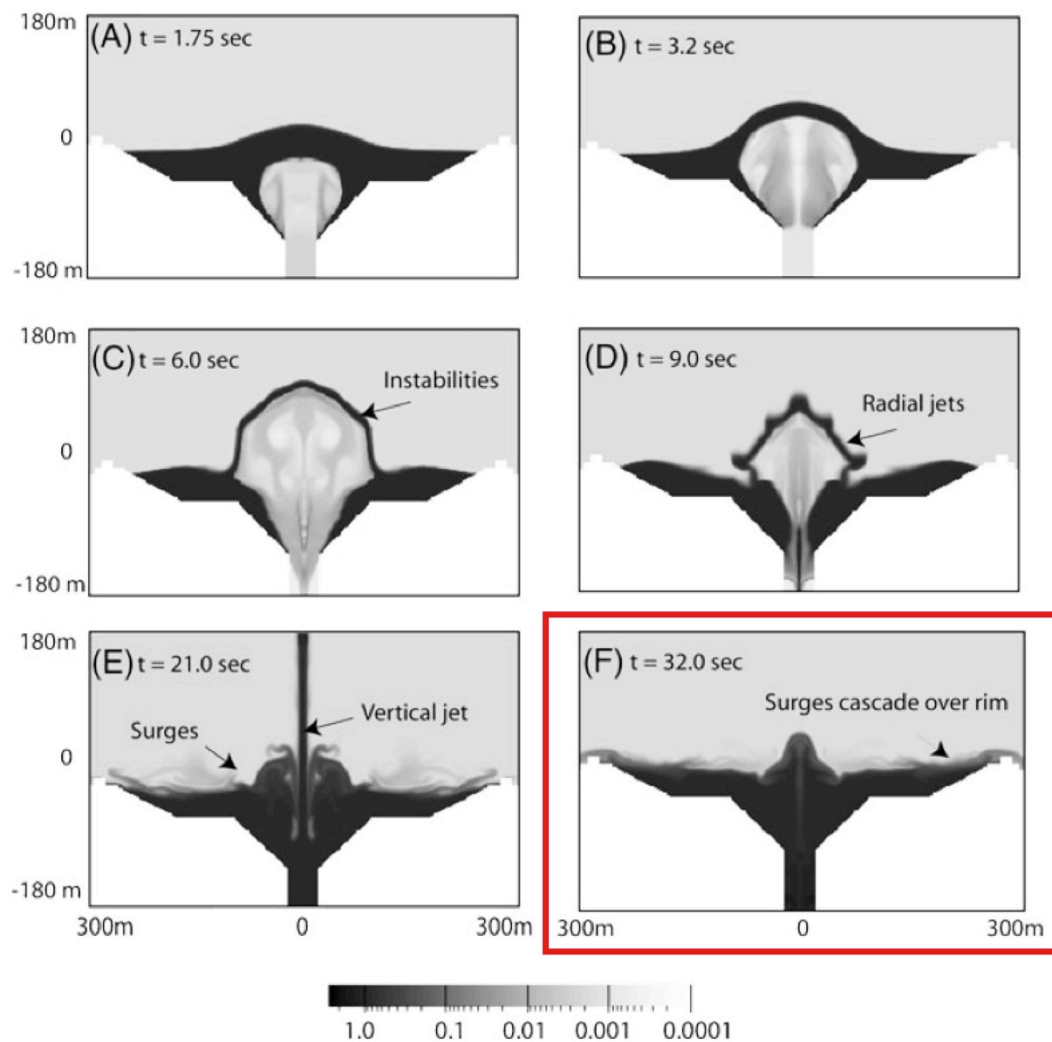 180m
(A) t = 1.75 sec
(B) t = 3.2 sec
0
-180 m
180m
(C) t = 6.0 sec
Instabilities
(D) t = 9.0 sec
Radial jets
0
-180 m
180m
(E) t = 21.0 sec
Surges
Vertical jet
(F) t = 32.0 sec
Surges cascade over rim
0
-180 m
300m 0 300m
300m 0 300m
1.0 0.1 0.01 0.001 0.0001